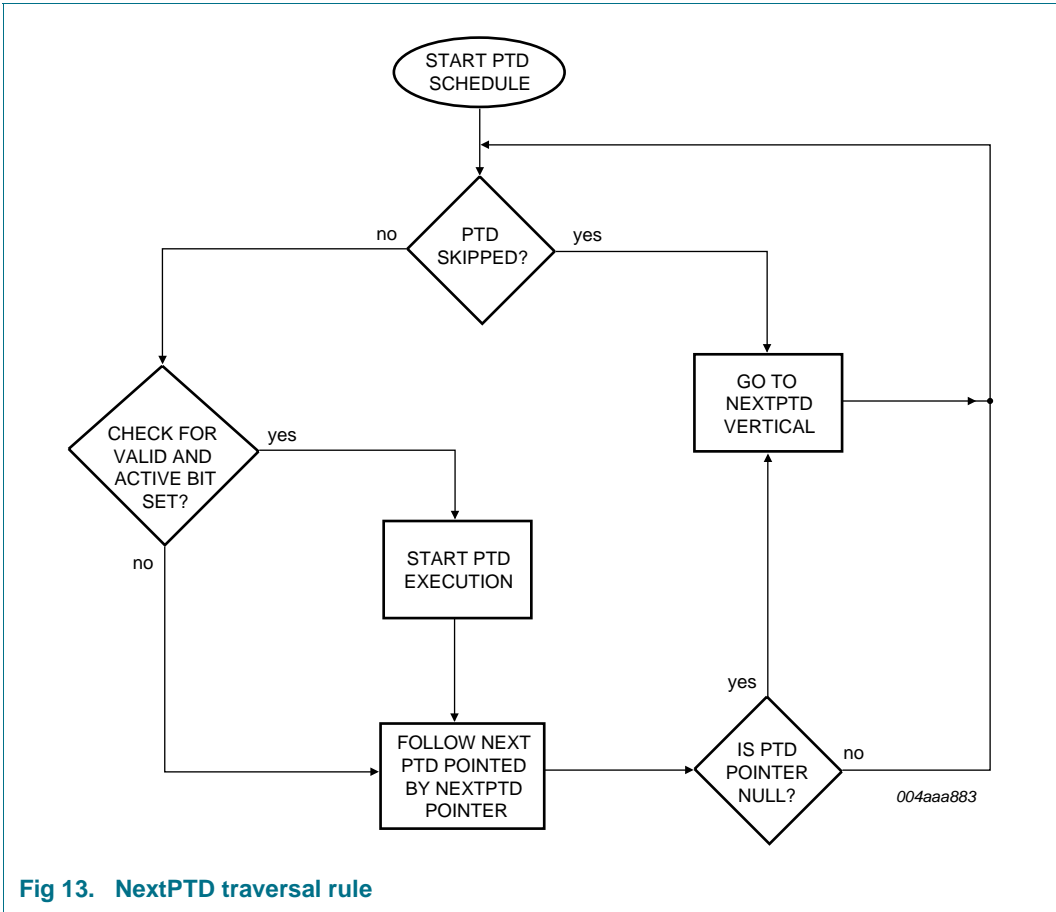 START PTD
SCHEDULE
no
PTD
SKIPPED?
yes
GO TO
NEXTPTD
VERTICAL
CHECK FOR
VALID AND
ACTIVE BIT
SET?
yes
no
START PTD
EXECUTION
FOLLOW NEXT
PTD POINTED
BY NEXTPTD
POINTER
yes
IS PTD
POINTER
NULL?
no
004aaa883
Fig 13. NextPTD traversal rule